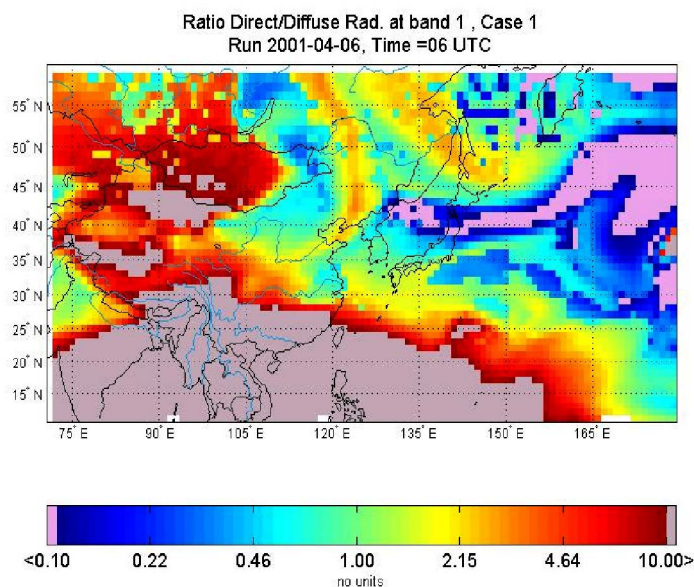 Ratio Direct/Diffuse Rad. at band 1 , Case 1
Run 2001-04-06, Time =06 UTC
55° N
50° N
45° N
40° N
35° N
30° N
25° N
20° N
15° N
75° E 90° E 105° E 120° E 135° E 150° E 165° E
<0.10 0.22 0.46 1.00 2.15 4.64 10.00>
no units